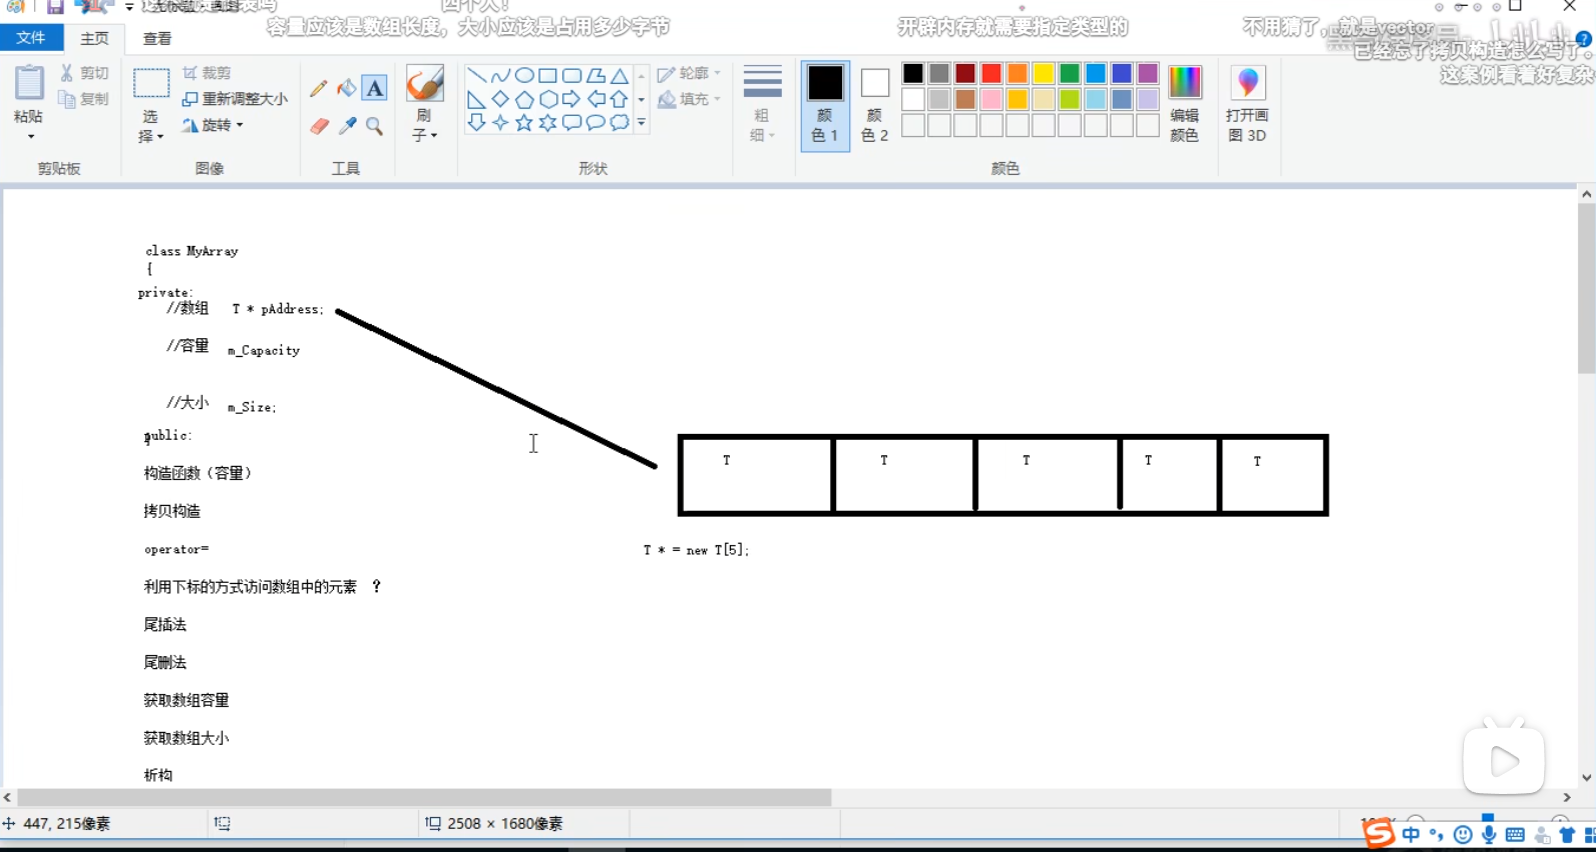 四个人！
容量应该是数组长度，大小应该是占用多少字节
开辟内存就需要指定类型的
不用猜了，就是vector
已经忘了拷贝构造怎么写了。
这案例看着好复杂
文件
主页
查看
粘贴
剪切
复制
剪贴板
选
择
裁剪
重新调整大小
旋转
图像
A
工具
刷
子
轮廓
填充
形状
粗
细
颜
色 1
颜
色 2
编辑
颜色
颜色
打开画
图 3D
class MyArray
{
private:
//数组 T * pAddress;
//容量 m_Capacity
//大小 m_Size;
public:
构造函数（容量）
拷贝构造
operator=
利用下标的方式访问数组中的元素 ？
尾插法
尾删法
获取数组容量
获取数组大小
析构
T T T T T
T * = new T[5];
447, 215像素
2508 × 1680像素
中